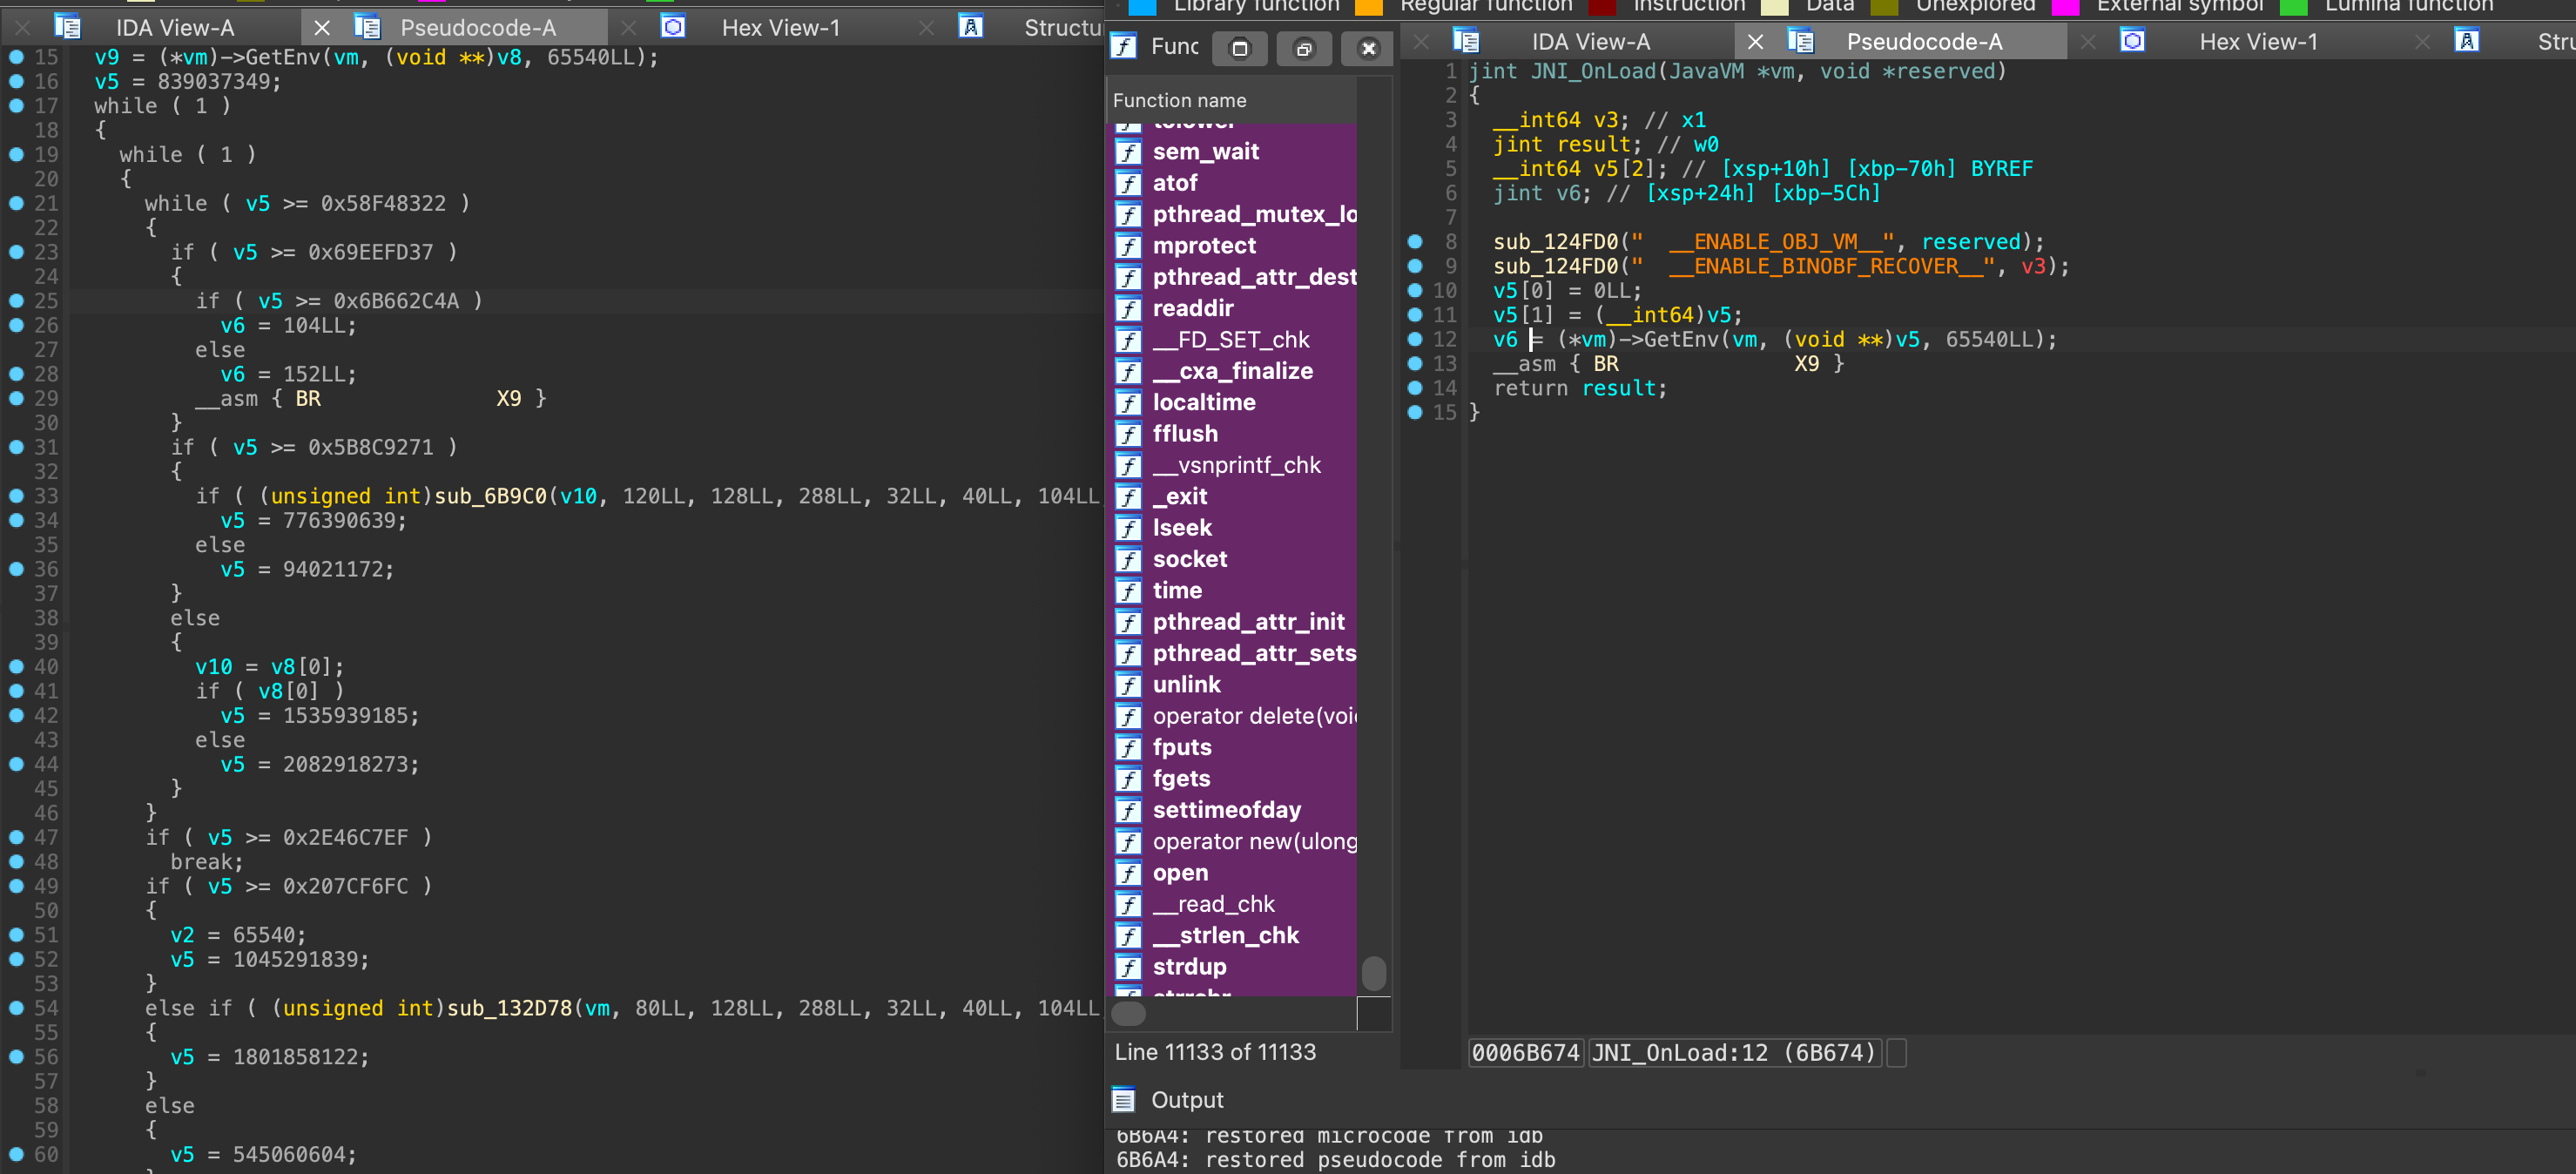 IDA View-A
Pseudocode-A
Hex View-1
15 v9 = (*vm)->GetEnv(vm, (void **)v8, 65540LL);
16 v5 = 839037349;
17 while ( 1 )
18 {
19 while ( 1 )
20 {
21 while ( v5 >= 0x58F48322 )
22 {
23 if ( v5 >= 0x69EEFD37 )
24 {
25 if ( v5 >= 0x6B662C4A )
26 v6 = 104LL;
27 else
28 v6 = 152LL;
29 __asm { BR X9 }
30 }
31 if ( v5 >= 0x5B8C9271 )
32 {
33 if ( (unsigned int)sub_6B9C0(v10, 120LL, 128LL, 288LL, 32LL, 40LL, 104LL
34 v5 = 776390639;
35 else
36 v5 = 94021172;
37 }
38 else
39 {
40 v10 = v8[0];
41 if ( v8[0] )
42 v5 = 1535939185;
43 else
44 v5 = 2082918273;
45 }
46 }
47 if ( v5 >= 0x2E46C7EF )
48 break;
49 if ( v5 >= 0x207CF6FC )
50 {
51 v2 = 65540;
52 v5 = 1045291839;
53 }
54 else if ( (unsigned int)sub_132D78(vm, 80LL, 128LL, 288LL, 32LL, 40LL, 104LL
55 {
56 v5 = 1801858122;
57 }
58 else
59 {
60 v5 = 545060604;
Library function
Regular function
Instruction
Data
Unexplored
External symbol
Lumina function
Func
Function name
tolower
sem_wait
atof
pthread_mutex_lo
mprotect
pthread_attr_dest
readdir
__FD_SET_chk
__cxa_finalize
localtime
fflush
__vsnprintf_chk
_exit
lseek
socket
time
pthread_attr_init
pthread_attr_sets
unlink
operator delete(voi
fputs
fgets
settimeofday
operator new(ulong
open
__read_chk
__strlen_chk
strdup
strrchr
Line 11133 of 11133
IDA View-A
Pseudocode-A
Hex View-1
1 jint JNI_OnLoad(JavaVM *vm, void *reserved)
2 {
3 __int64 v3; // x1
4 jint result; // w0
5 __int64 v5[2]; // [xsp+10h] [xbp-70h] BYREF
6 jint v6; // [xsp+24h] [xbp-5Ch]
7
8 sub_124FD0("  __ENABLE_OBJ_VM__", reserved);
9 sub_124FD0("  __ENABLE_BINOBF_RECOVER__", v3);
10 v5[0] = 0LL;
11 v5[1] = (__int64)v5;
12 v6 = (*vm)->GetEnv(vm, (void **)v5, 65540LL);
13 __asm { BR X9 }
14 return result;
15 }
0006B674 JNI_OnLoad:12 (6B674)
Output
6B6A4: restored microcode from idb
6B6A4: restored pseudocode from idb